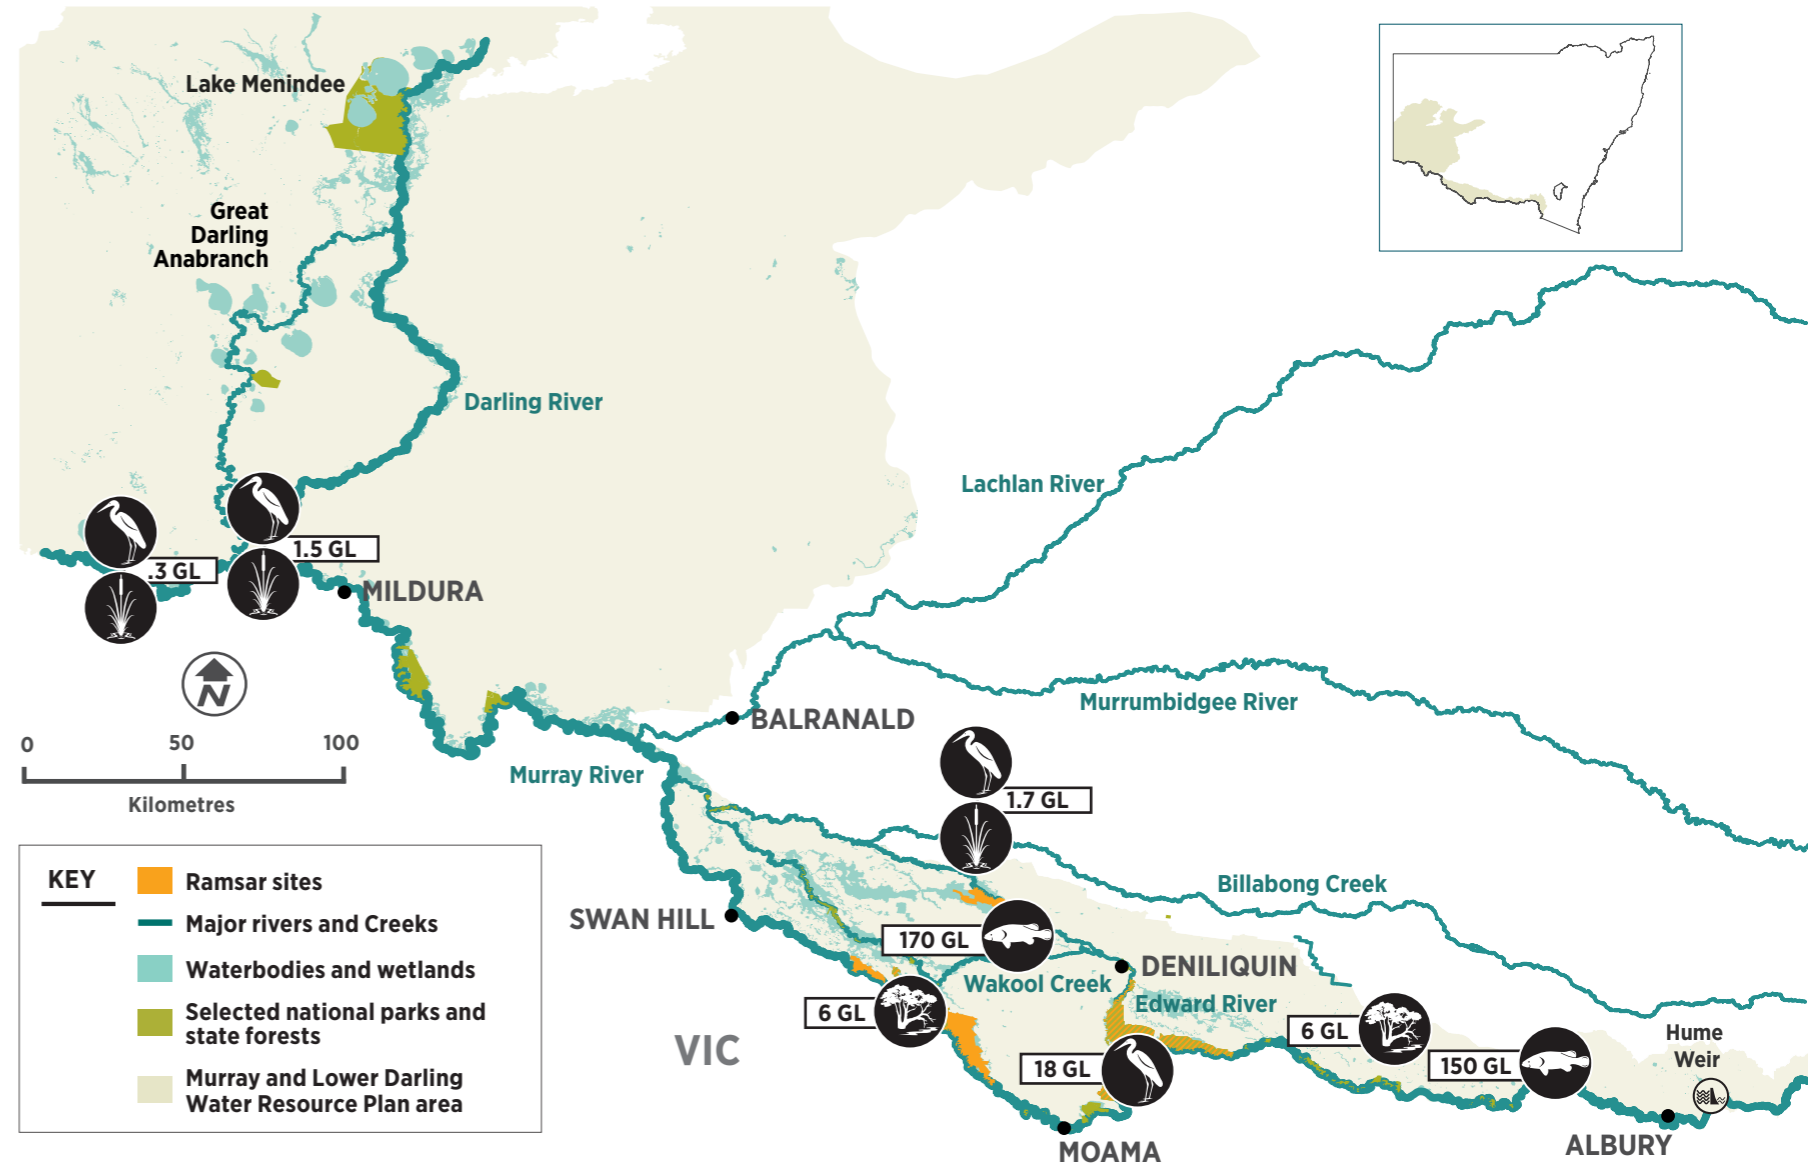 Lake Menindee
Great
Darling
Anabranch
Darling River
Lachlan River
1.5 GL
.3 GL
MILDURA
N
BALRANALD
Murrumbidgee River
0 50 100
Kilometres
Murray River
1.7 GL
Billabong Creek
SWAN HILL
170 GL
DENILIQUIN
Wakool Creek
Edward River
6 GL
VIC
18 GL
6 GL
150 GL
Hume
Weir
MOAMA
ALBURY
KEY
Ramsar sites
Major rivers and Creeks
Waterbodies and wetlands
Selected national parks and
state forests
Murray and Lower Darling
Water Resource Plan area